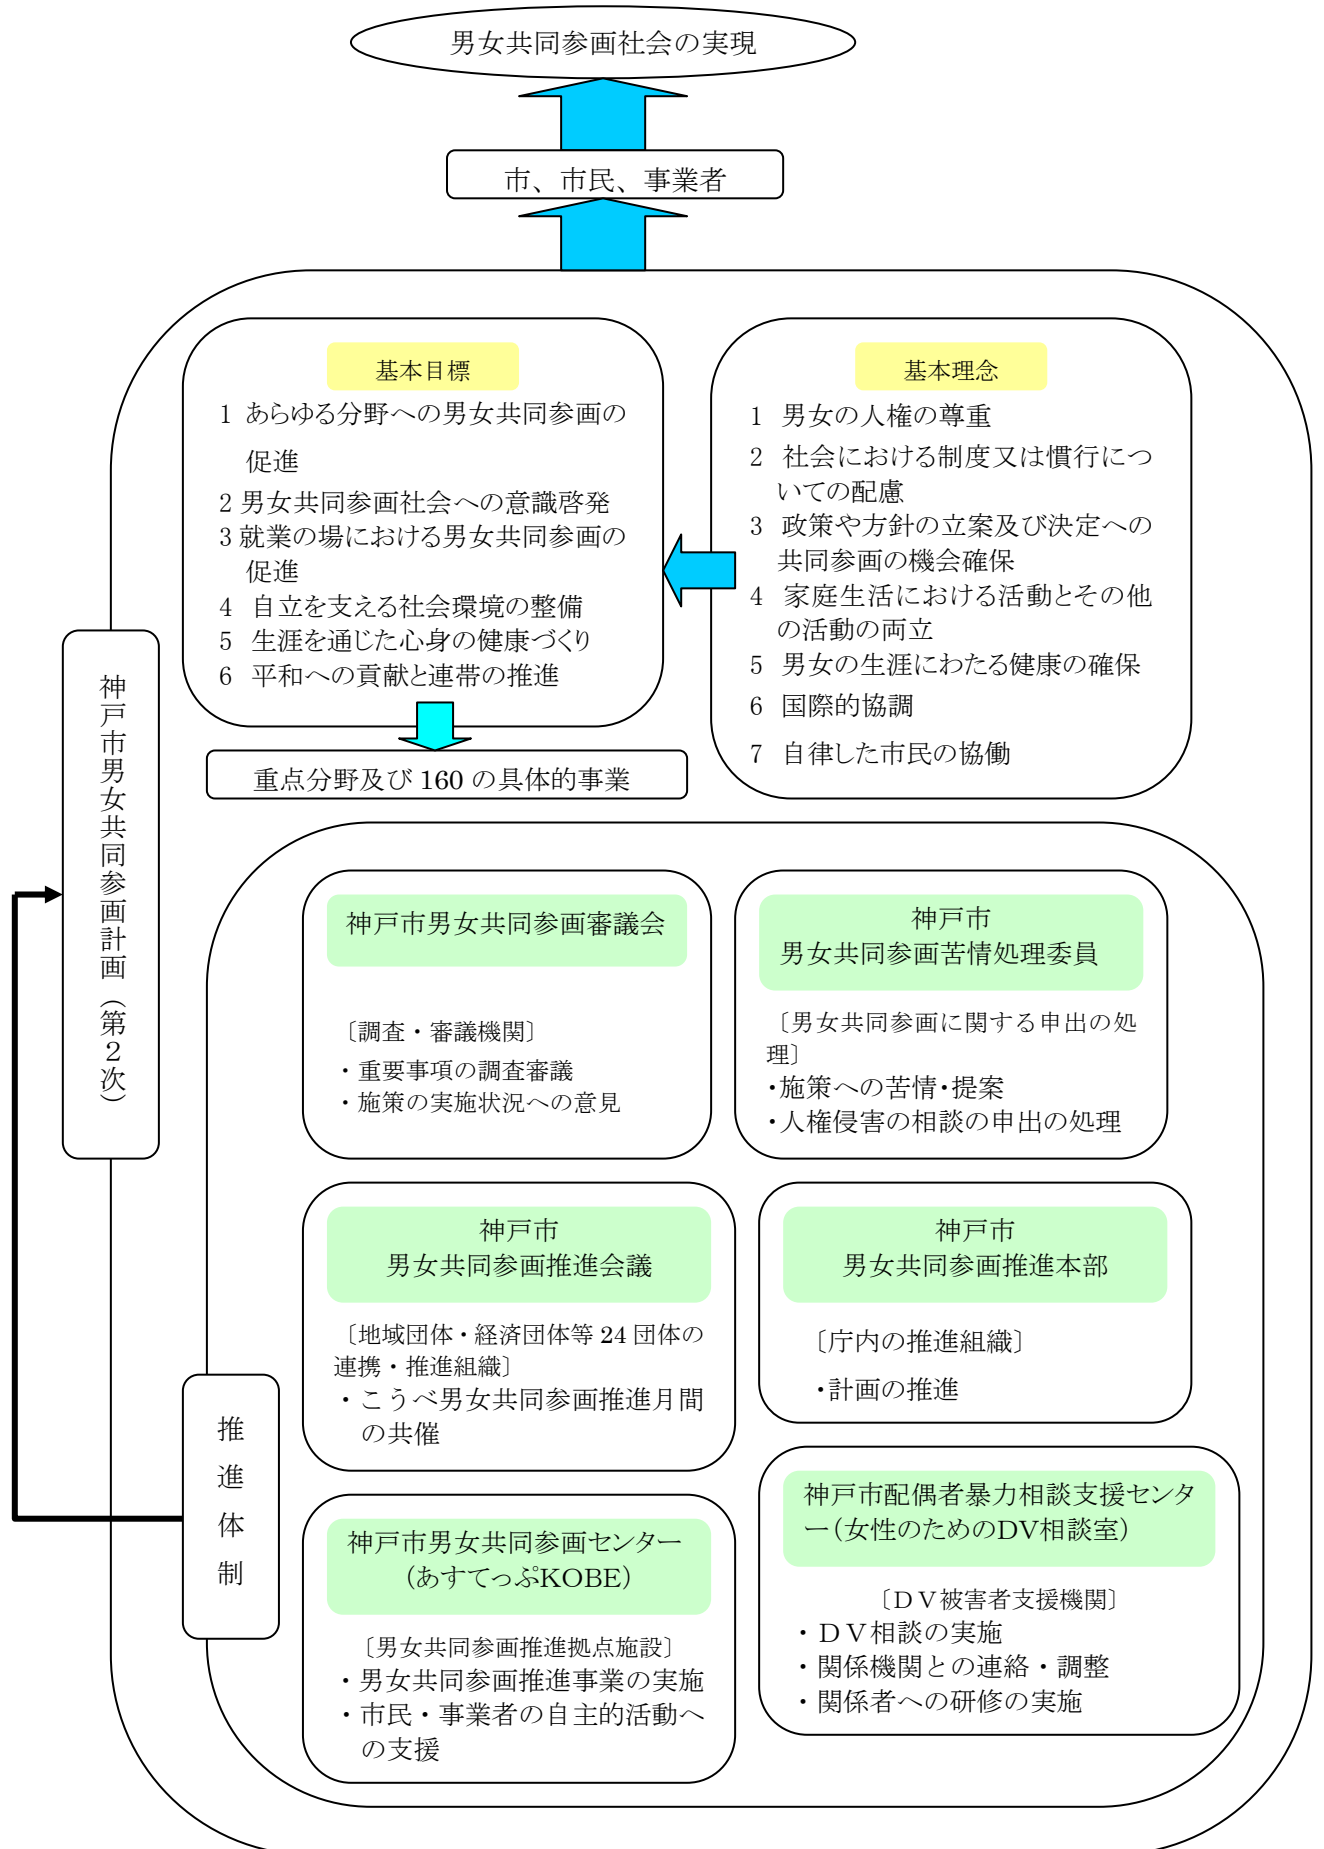 男女共同参画社会の実現
市、市民、事業者
基本目標
1 あらゆる分野への男女共同参画の
促進
2 男女共同参画社会への意識啓発
3 就業の場における男女共同参画の
促進
4 自立を支える社会環境の整備
5 生涯を通じた心身の健康づくり
6 平和への貢献と連帯の推進
基本理念
1 男女の人権の尊重
2 社会における制度又は慣行につ
いての配慮
3 政策や方針の立案及び決定への
共同参画の機会確保
4 家庭生活における活動とその他
の活動の両立
5 男女の生涯にわたる健康の確保
6 国際的協調
7 自律した市民の協働
重点分野及び 160 の具体的事業
神戸市男女共同参画計画（第２次）
神戸市男女共同参画審議会
〔調査・審議機関〕
・重要事項の調査審議
・施策の実施状況への意見
神戸市
男女共同参画苦情処理委員
〔男女共同参画に関する申出の処
理〕
・施策への苦情・提案
・人権侵害の相談の申出の処理
神戸市
男女共同参画推進会議
〔地域団体・経済団体等 24 団体の
連携・推進組織〕
・こうべ男女共同参画推進月間
の共催
神戸市
男女共同参画推進本部
〔庁内の推進組織〕
・計画の推進
推進体制
神戸市男女共同参画センター
（あすてっぷKOBE）
〔男女共同参画推進拠点施設〕
・男女共同参画推進事業の実施
・市民・事業者の自主的活動へ
の支援
神戸市配偶者暴力相談支援センタ
ー（女性のためのDV相談室）
〔ＤＶ被害者支援機関〕
・ＤＶ相談の実施
・関係機関との連絡・調整
・関係者への研修の実施